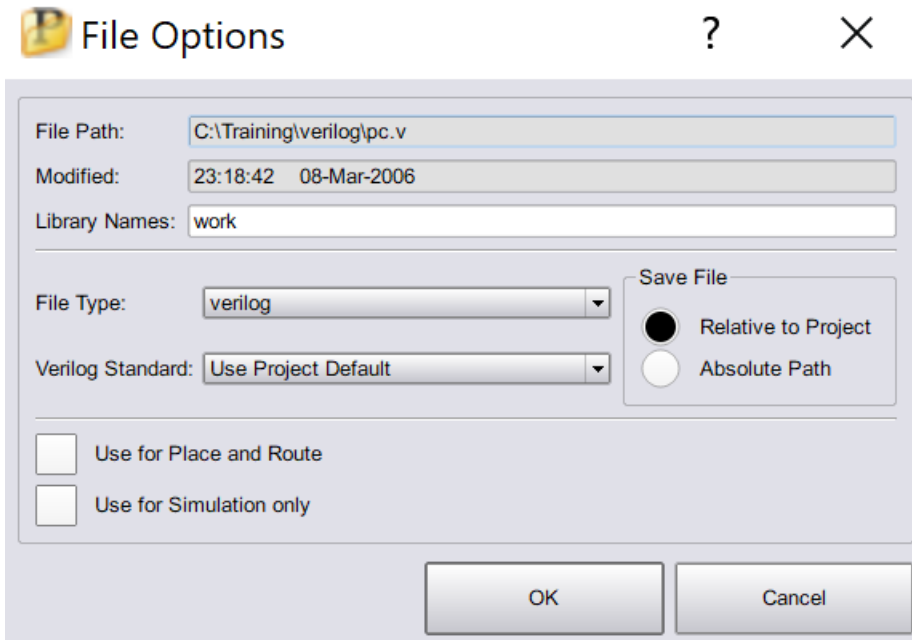 File Options
?
File Path: C:\Training\verilog\pc.v
Modified: 23:18:42 08-Mar-2006
Library Names: work
Save File
File Type: verilog
Relative to Project
Verilog Standard: Use Project Default
Absolute Path
Use for Place and Route
Use for Simulation only
OK
Cancel